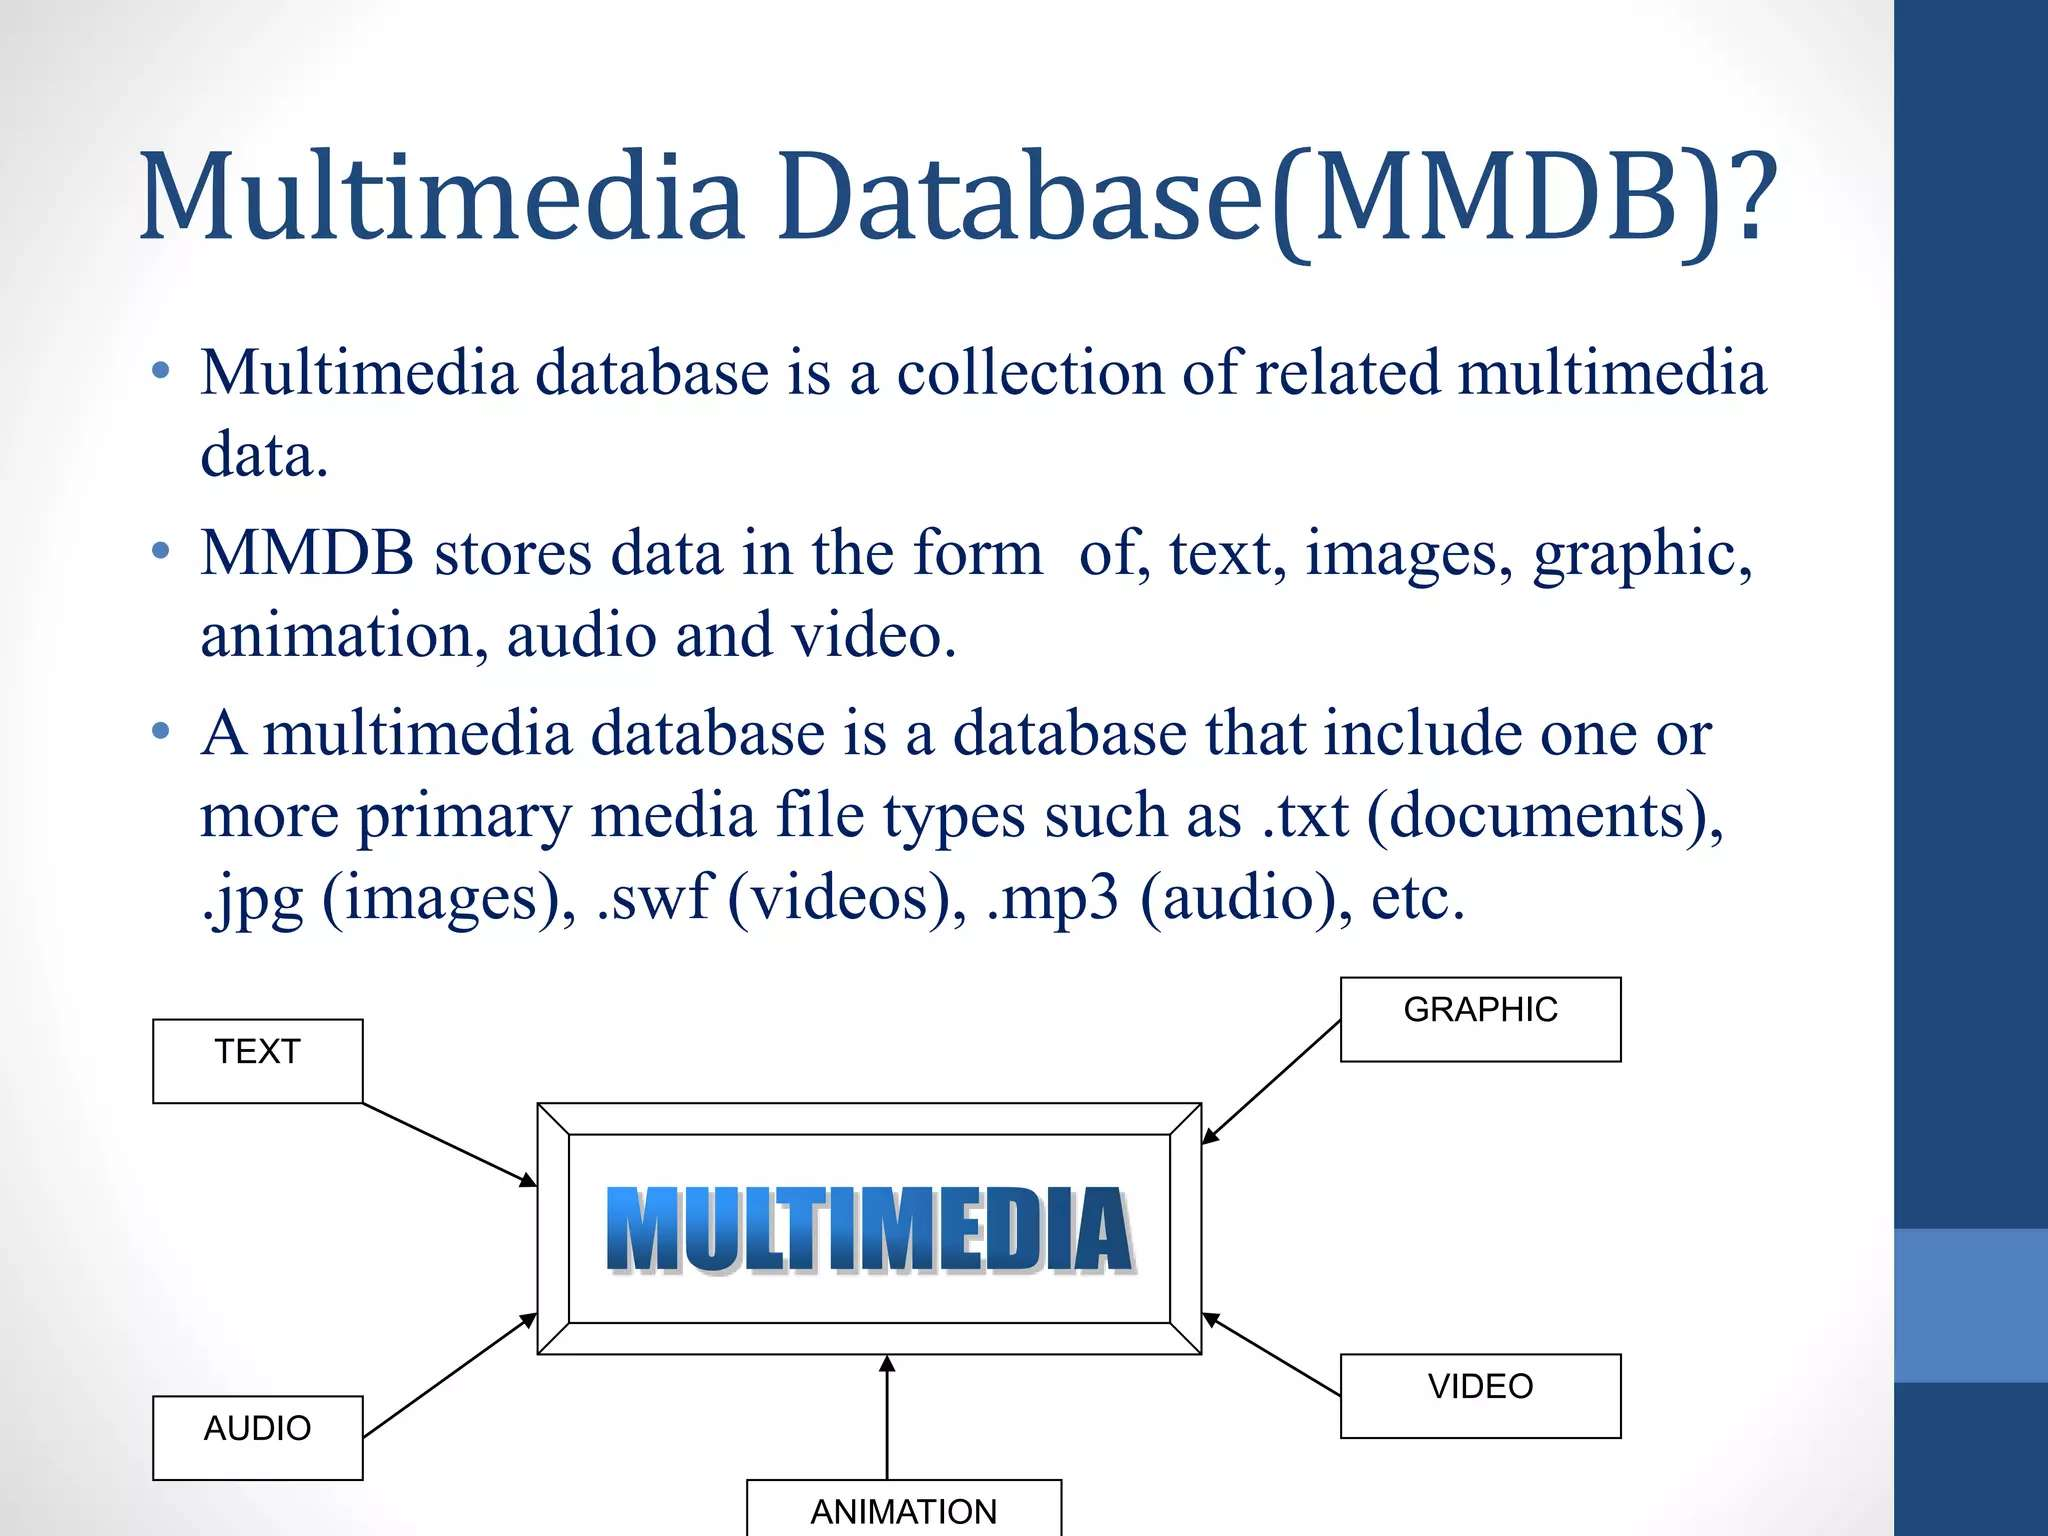 Multimedia Database(MMDB)?
• Multimedia database is a collection of related multimedia
data.
• MMDB stores data in the form  of, text, images, graphic,
animation, audio and video.
• A multimedia database is a database that include one or
more primary media file types such as .txt (documents),
.jpg (images), .swf (videos), .mp3 (audio), etc.
GRAPHIC
TEXT
MULTIMEDIA
VIDEO
AUDIO
ANIMATION